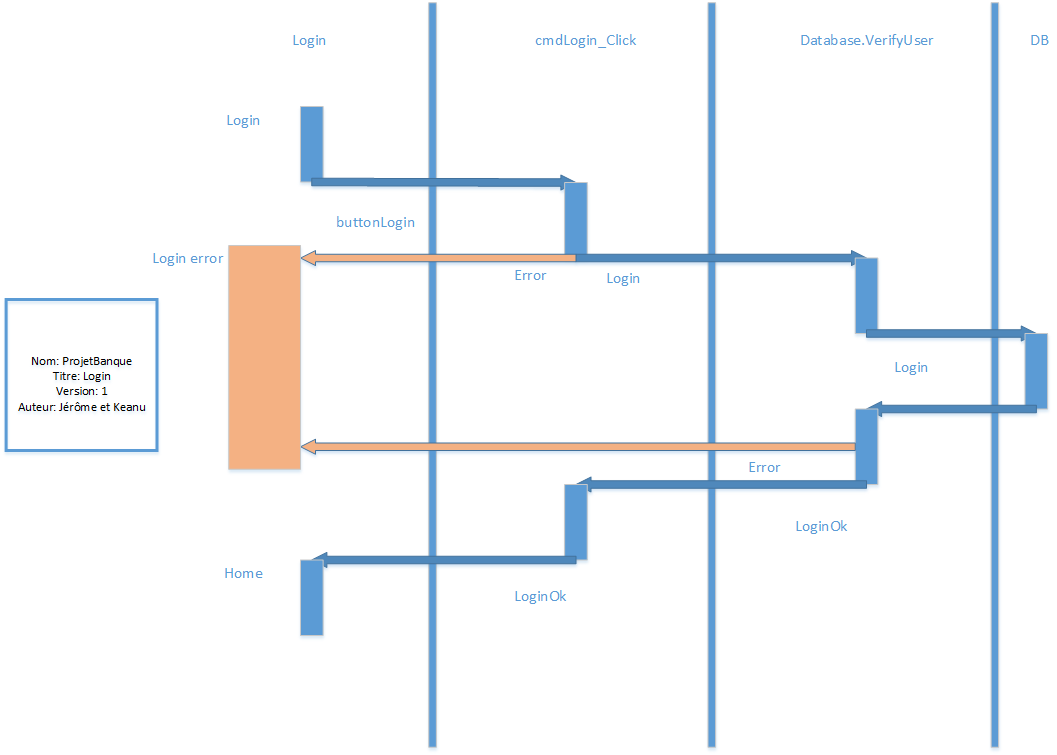 Login
cmdLogin_Click
Database.VerifyUser
DB
Login
buttonLogin
Login error
Error
Login
Nom: ProjetBanque
Titre: Login
Version: 1
Auteur: Jérôme et Keanu
Login
Error
LoginOk
Home
LoginOk